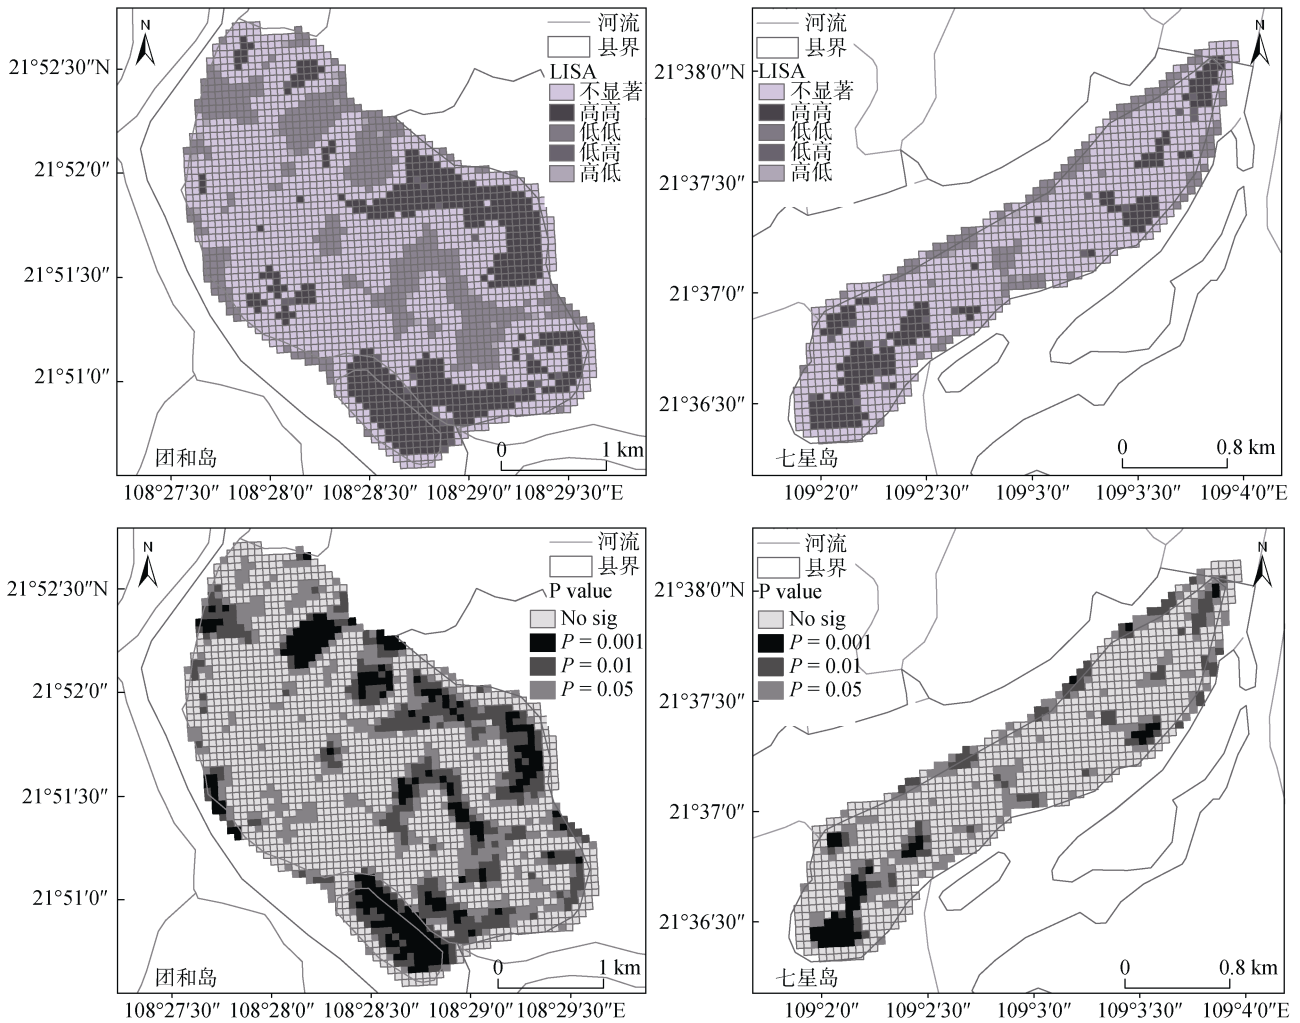 N
河流
县界
LISA
不显著
高高
低低
低高
高低
21°52′30″N
21°52′0″
21°51′30″
21°51′0″
团和岛
0 1 km
108°27′30″ 108°28′0″ 108°28′30″ 108°29′0″ 108°29′30″E
河流
县界
LISA
不显著
高高
低低
低高
高低
N
21°38′0″N
21°37′30″
21°37′0″
21°36′30″
七星岛
0 0.8 km
109°2′0″ 109°2′30″ 109°3′0″ 109°3′30″ 109°4′0″E
N
河流
县界
P value
No sig
P = 0.001
P = 0.01
P = 0.05
21°52′30″N
21°52′0″
21°51′30″
21°51′0″
团和岛
0 1 km
108°27′30″ 108°28′0″ 108°28′30″ 108°29′0″ 108°29′30″E
河流
县界
P value
No sig
P = 0.001
P = 0.01
P = 0.05
N
21°38′0″N
21°37′30″
21°37′0″
21°36′30″
七星岛
0 0.8 km
109°2′0″ 109°2′30″ 109°3′0″ 109°3′30″ 109°4′0″E